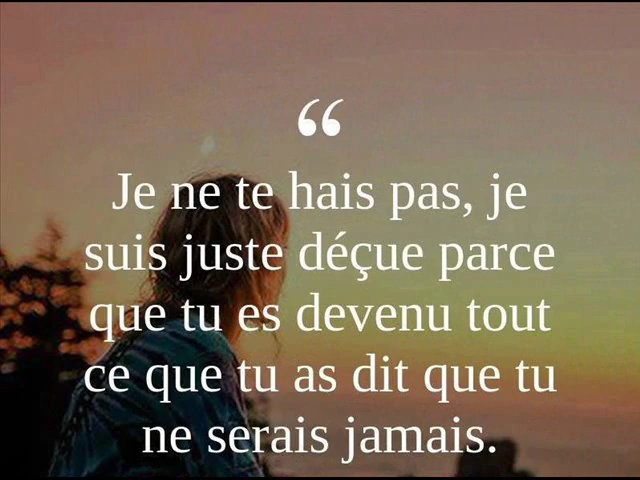 “
Je ne te hais pas, je
suis juste déçue parce
que tu es devenu tout
ce que tu as dit que tu
ne serais jamais.